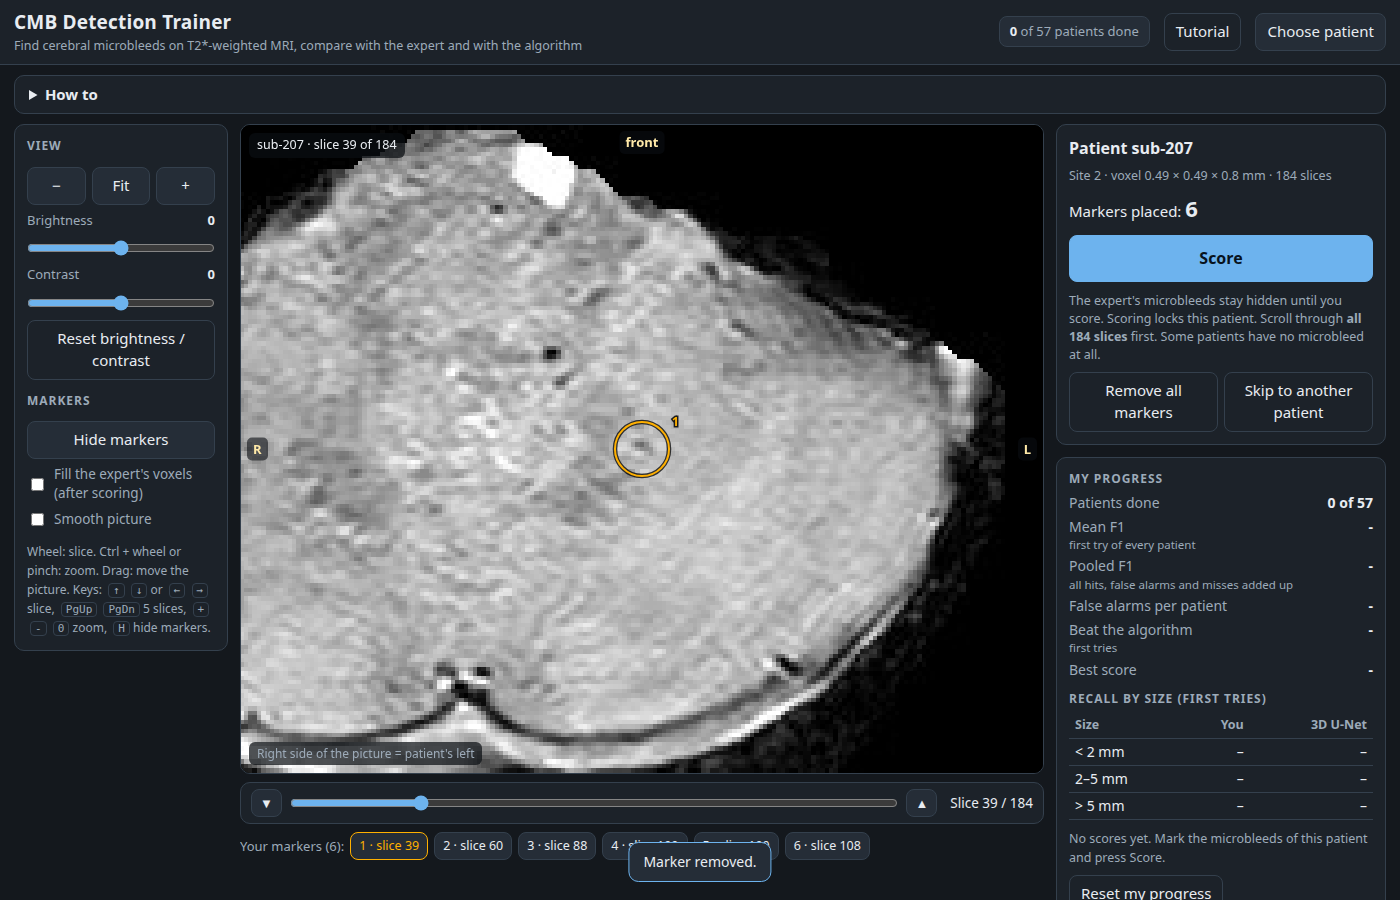 CMB Detection Trainer
Find cerebral microbleeds on T2*-weighted MRI, compare with the expert and with the algorithm
0 of 57 patients done
Tutorial
Choose patient
How to
VIEW
−
Fit
+
Brightness
0
Contrast
0
Reset brightness /
contrast
MARKERS
Hide markers
Fill the expert's voxels
(after scoring)
Smooth picture
Wheel: slice. Ctrl + wheel or
pinch: zoom. Drag: move the
picture. Keys: ↑ ↓ or ← →
slice, PgUp PgDn 5 slices, +
- 0 zoom, H hide markers.
sub-207 · slice 39 of 184
front
R
L
1
Right side of the picture = patient's left
▼
▲
Slice 39 / 184
Your markers (6):
1 · slice 39
2 · slice 60
3 · slice 88
6 · slice 108
Marker removed.
Patient sub-207
Site 2 · voxel 0.49 × 0.49 × 0.8 mm · 184 slices
Markers placed: 6
Score
The expert's microbleeds stay hidden until you
score. Scoring locks this patient. Scroll through all
184 slices first. Some patients have no microbleed
at all.
Remove all
markers
Skip to another
patient
MY PROGRESS
Patients done
0 of 57
Mean F1
-
first try of every patient
Pooled F1
-
all hits, false alarms and misses added up
False alarms per patient
-
Beat the algorithm
-
first tries
Best score
-
RECALL BY SIZE (FIRST TRIES)
Size You 3D U-Net
< 2 mm – –
2–5 mm – –
> 5 mm – –
No scores yet. Mark the microbleeds of this patient
and press Score.
Reset my progress